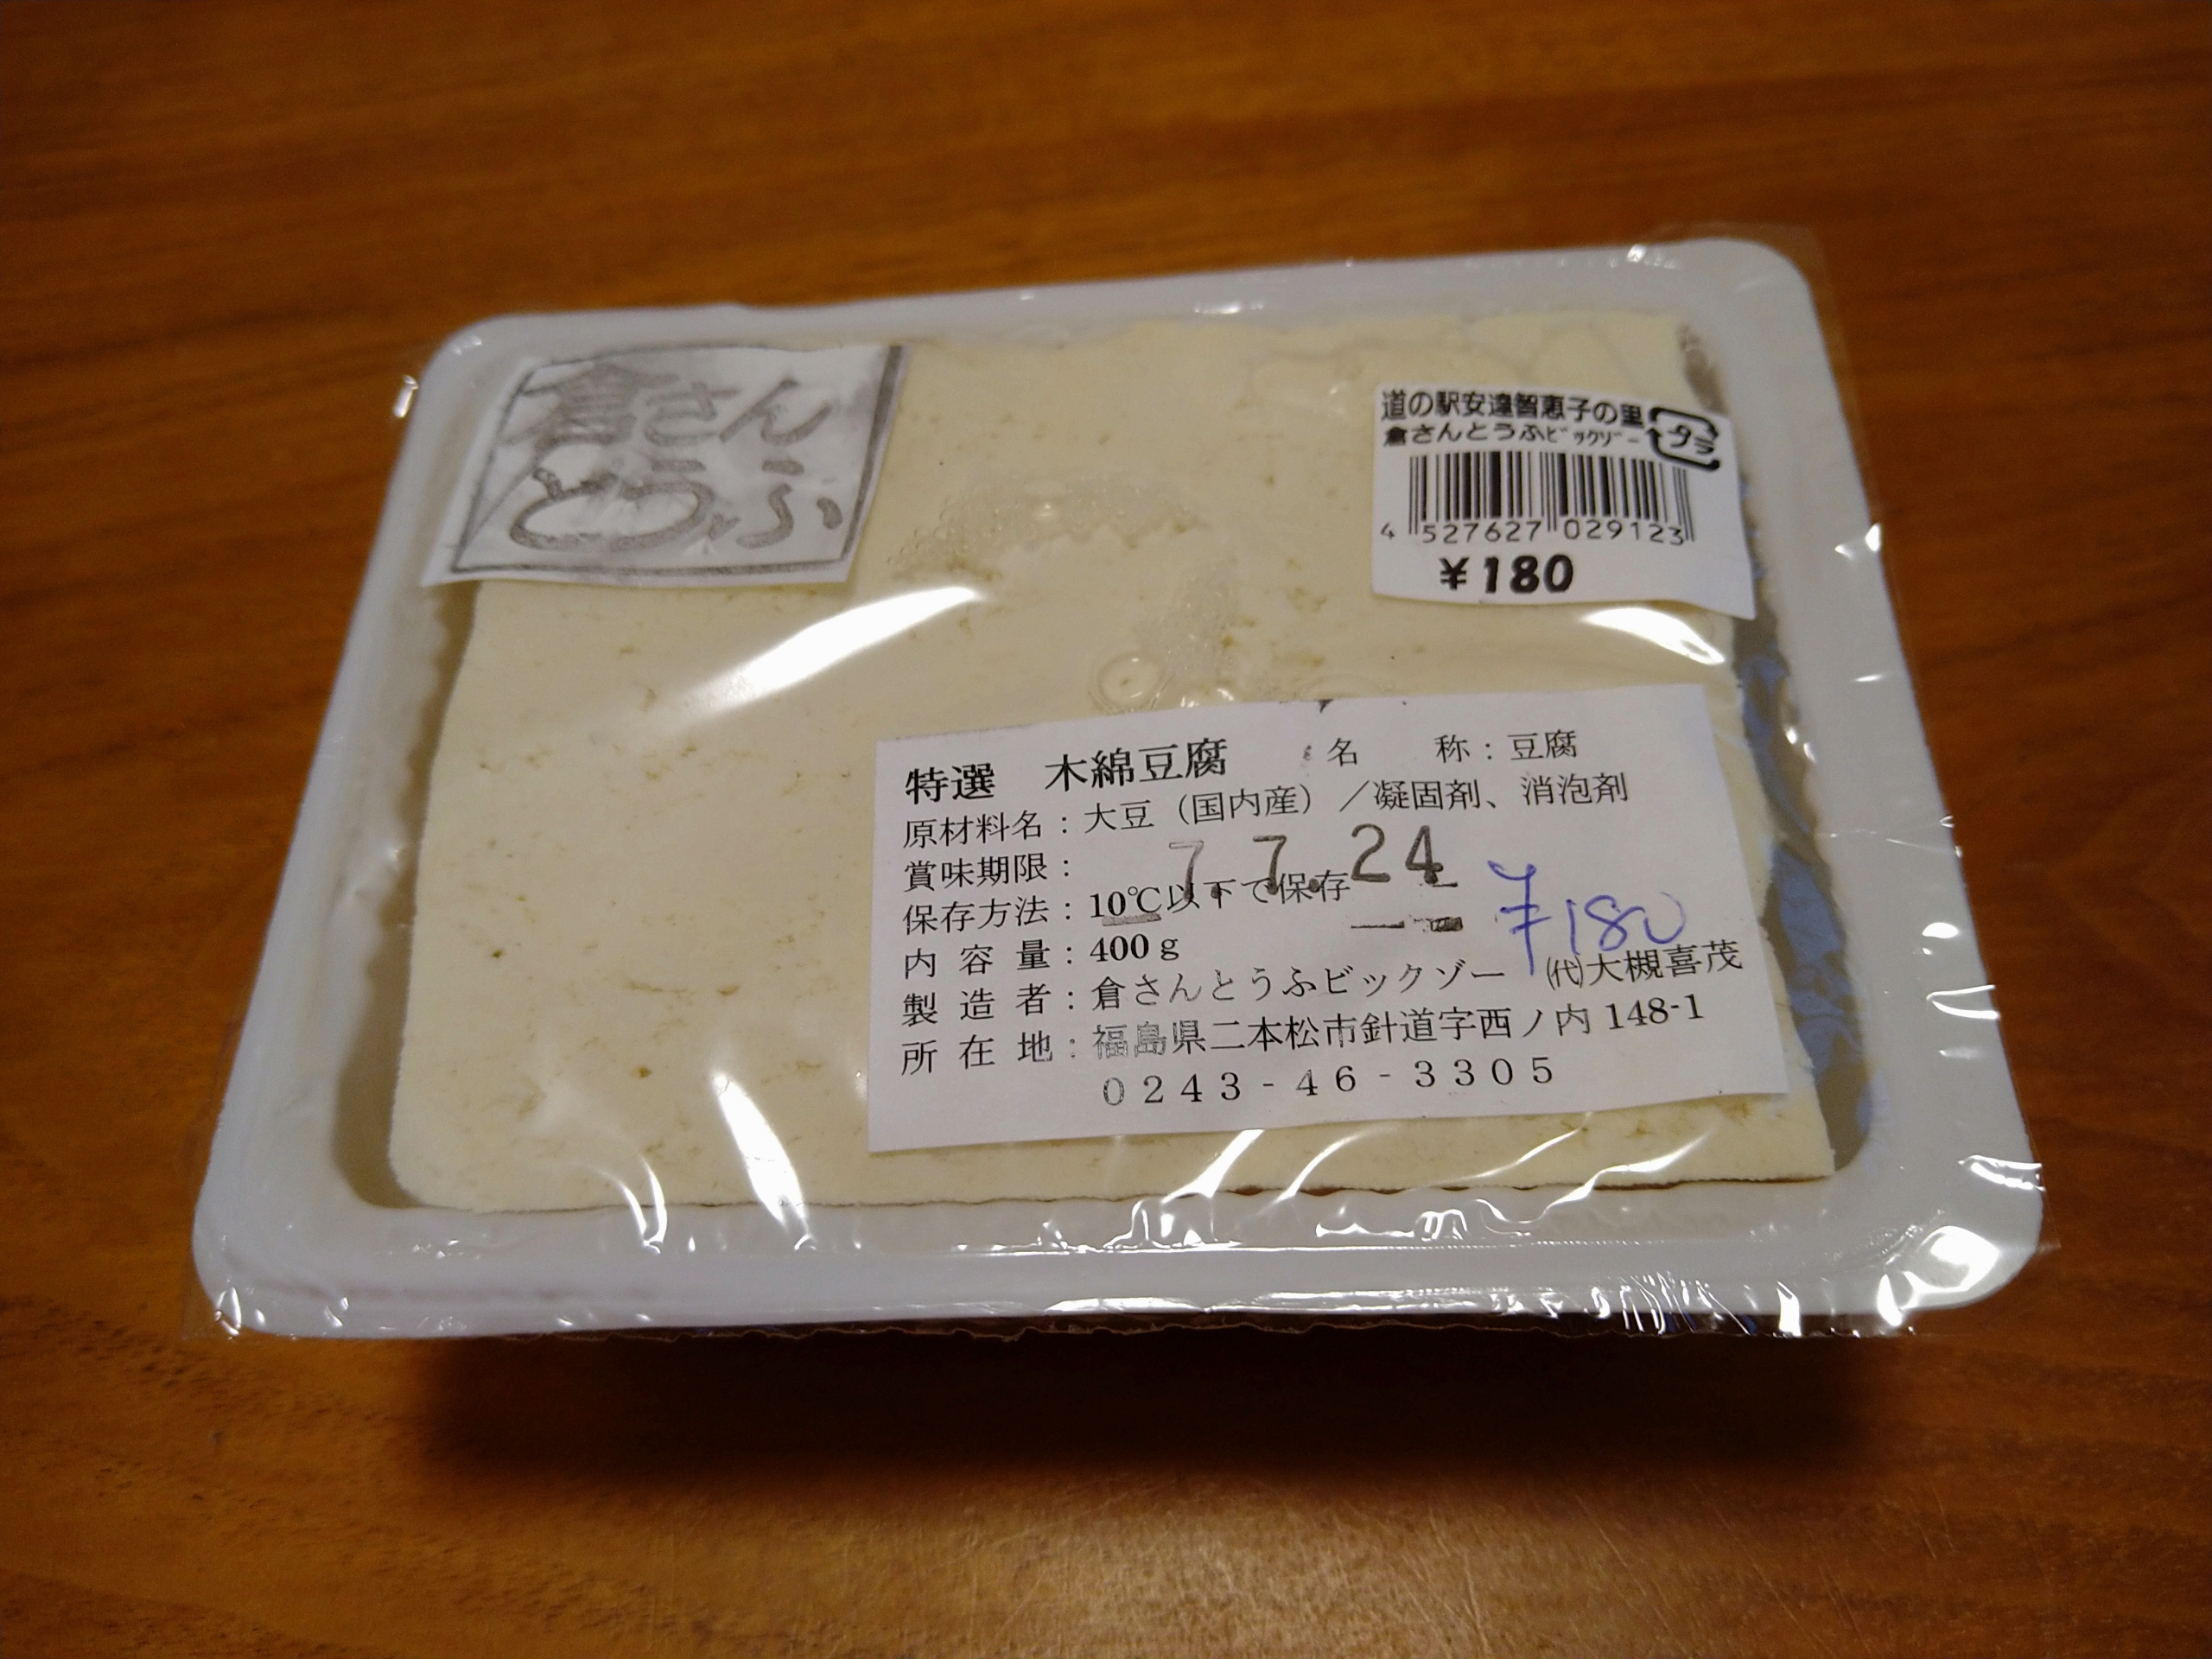 倉さん
とうふ
道の駅安達智恵子の里
プラ
倉さんとうふﾋﾞｯｸｿﾞｰ
4 527627 029123
¥180
特選 木綿豆腐 名 称：豆腐
原材料名：大豆（国内産）／凝固剤、消泡剤
賞味期限： 7.7.24
保存方法：10℃以下で保存
¥180
内 容 量：400g
製 造 者：倉さんとうふビックゾー ㈹大槻喜茂
所 在 地：福島県二本松市針道字西ノ内 148-1
0243-46-3305